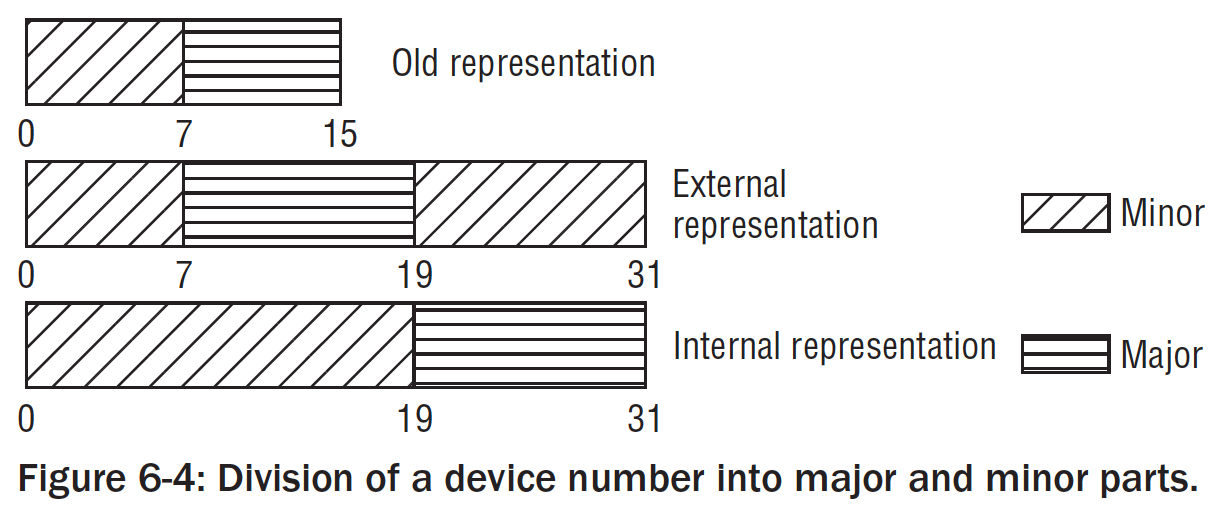 Old representation
0 7 15
External
representation
Minor
0 7 19 31
Internal representation
Major
0 19 31
Figure 6-4: Division of a device number into major and minor parts.